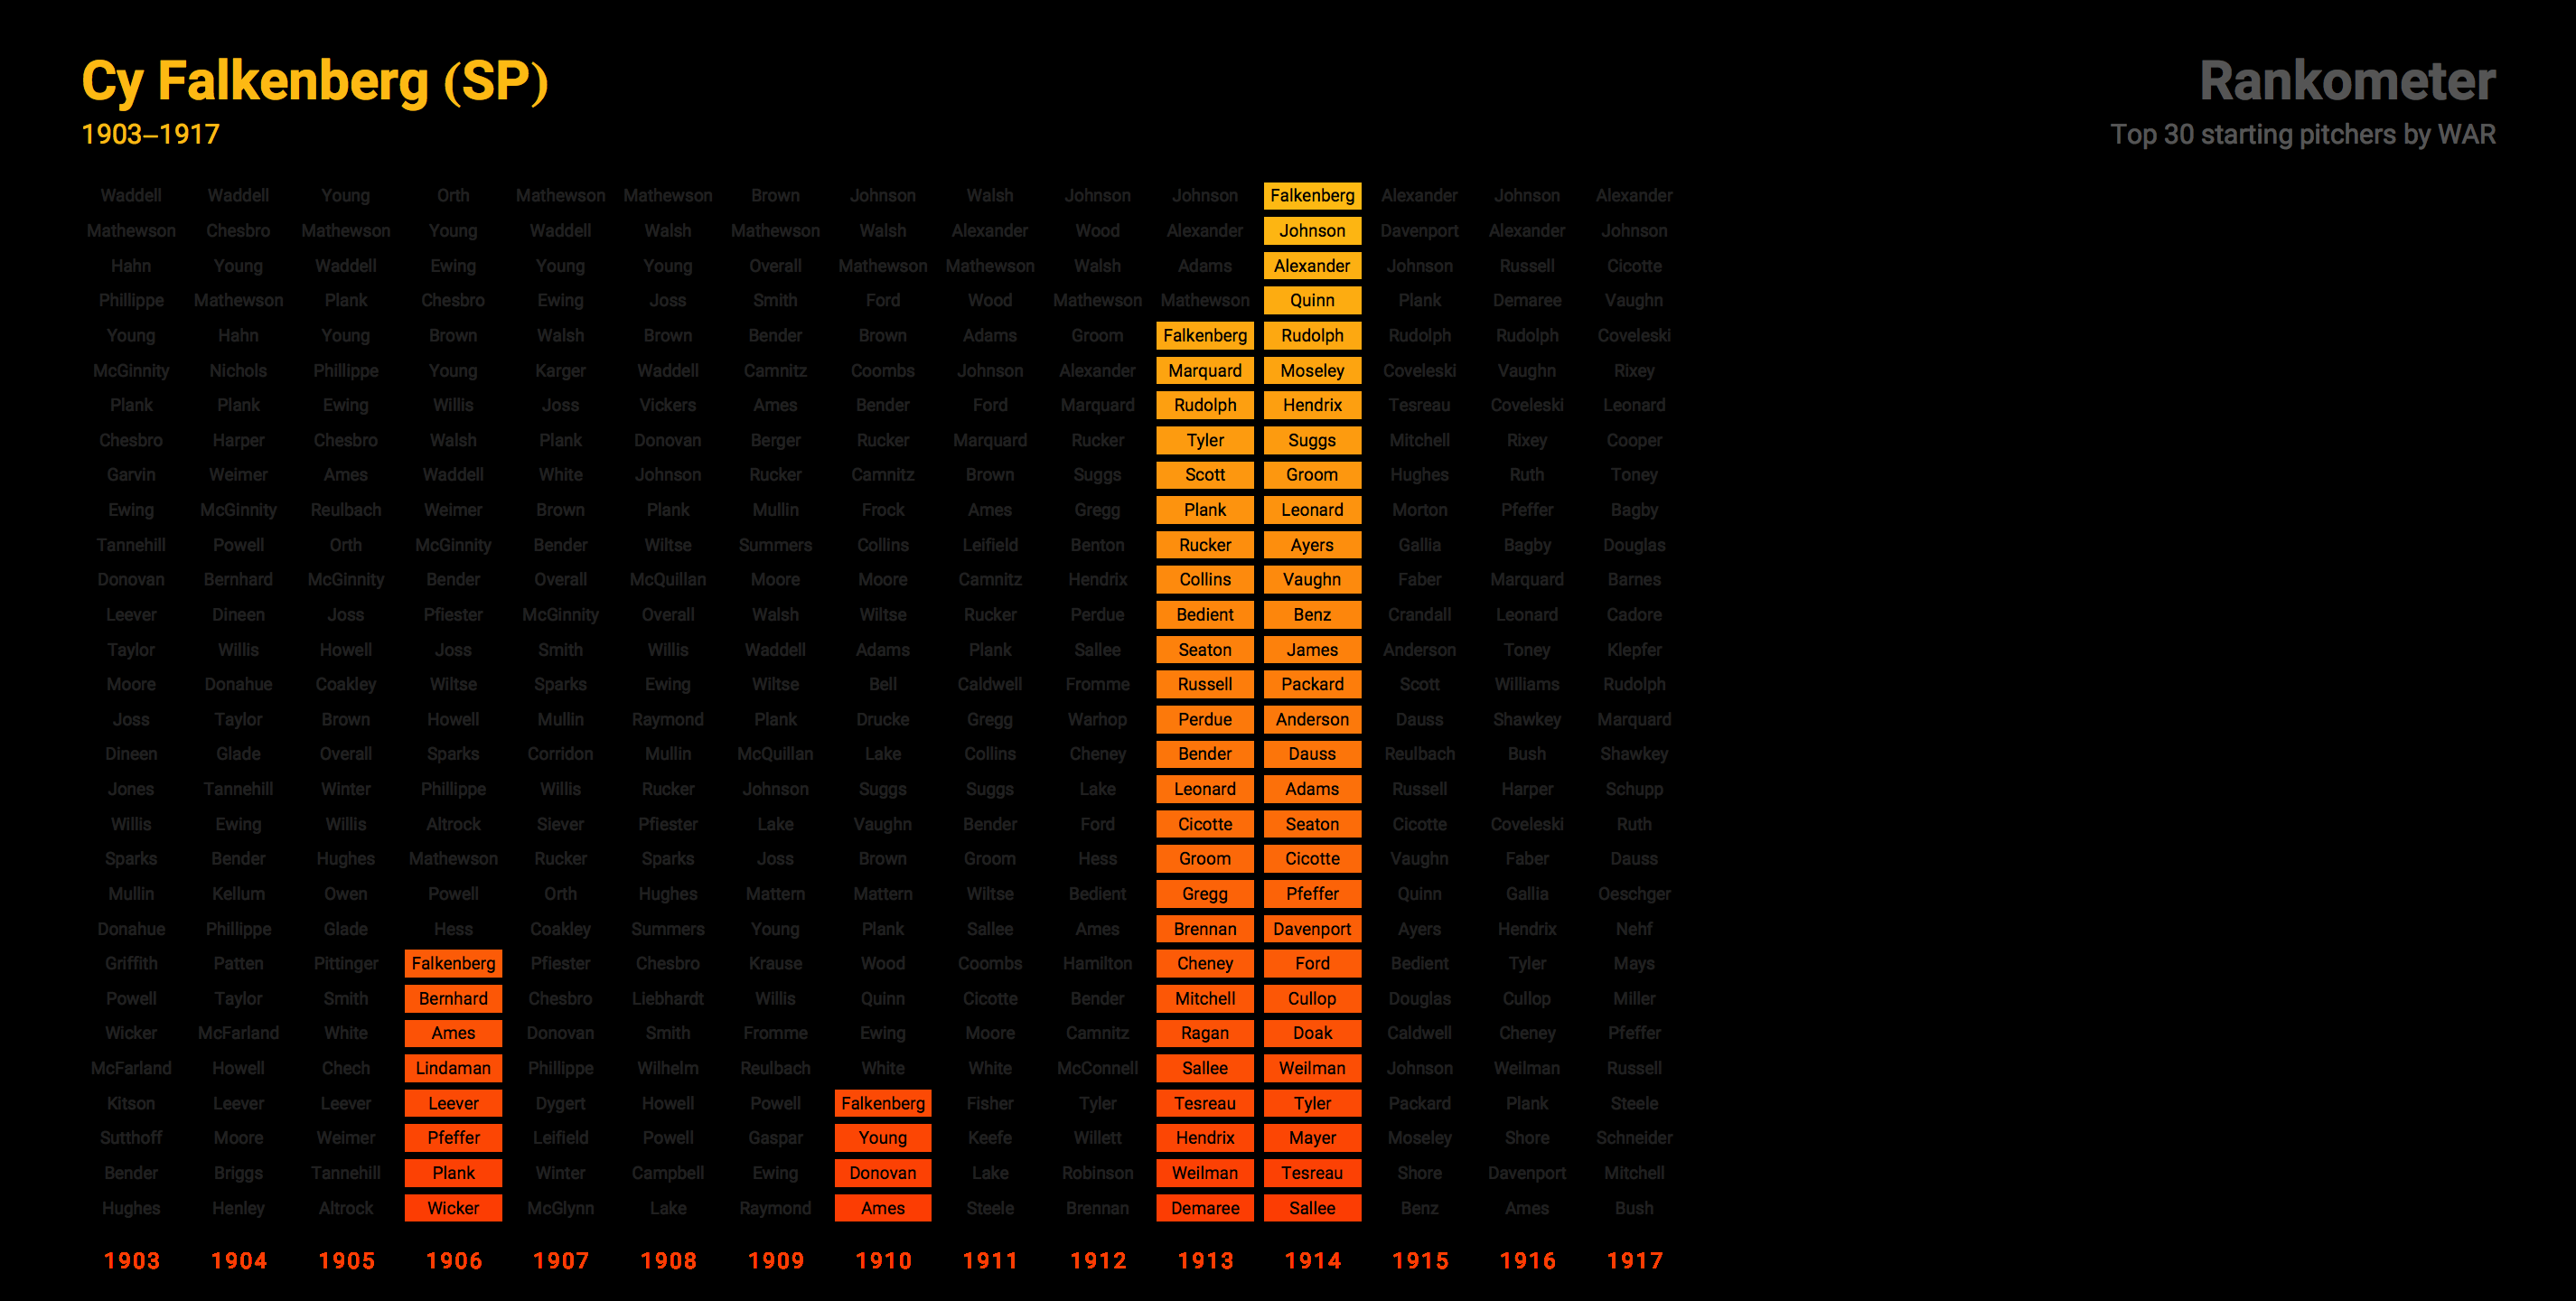 Cy Falkenberg (SP)
1903–1917
Rankometer
Top 30 starting pitchers by WAR
Waddell Waddell Young Orth Mathewson Mathewson Brown Johnson Walsh Johnson Johnson Falkenberg Alexander Johnson Alexander
Mathewson Chesbro Mathewson Young Waddell Walsh Mathewson Walsh Alexander Wood Alexander Johnson Davenport Alexander Johnson
Hahn Young Waddell Ewing Young Young Overall Mathewson Mathewson Walsh Adams Alexander Johnson Russell Cicotte
Phillippe Mathewson Plank Chesbro Ewing Joss Smith Ford Wood Mathewson Mathewson Quinn Plank Demaree Vaughn
Young Hahn Young Brown Walsh Brown Bender Brown Adams Groom Falkenberg Rudolph Rudolph Rudolph Coveleski
McGinnity Nichols Phillippe Young Karger Waddell Camnitz Coombs Johnson Alexander Marquard Moseley Coveleski Vaughn Rixey
Plank Plank Ewing Willis Joss Vickers Ames Bender Ford Marquard Rudolph Hendrix Tesreau Coveleski Leonard
Chesbro Harper Chesbro Walsh Plank Donovan Berger Rucker Marquard Rucker Tyler Suggs Mitchell Rixey Cooper
Garvin Weimer Ames Waddell White Johnson Rucker Camnitz Brown Suggs Scott Groom Hughes Ruth Toney
Ewing McGinnity Reulbach Weimer Brown Plank Mullin Frock Ames Gregg Plank Leonard Morton Pfeffer Bagby
Tannehill Powell Orth McGinnity Bender Wiltse Summers Collins Leifield Benton Rucker Ayers Gallia Bagby Douglas
Donovan Bernhard McGinnity Bender Overall McQuillan Moore Moore Camnitz Hendrix Collins Vaughn Faber Marquard Barnes
Leever Dineen Joss Pfiester McGinnity Overall Walsh Wiltse Rucker Perdue Bedient Benz Crandall Leonard Cadore
Taylor Willis Howell Joss Smith Willis Waddell Adams Plank Sallee Seaton James Anderson Toney Klepfer
Moore Donahue Coakley Wiltse Sparks Ewing Wiltse Bell Caldwell Fromme Russell Packard Scott Williams Rudolph
Joss Taylor Brown Howell Mullin Raymond Plank Drucke Gregg Warhop Perdue Anderson Dauss Shawkey Marquard
Dineen Glade Overall Sparks Corridon Mullin McQuillan Lake Collins Cheney Bender Dauss Reulbach Bush Shawkey
Jones Tannehill Winter Phillippe Willis Rucker Johnson Suggs Suggs Lake Leonard Adams Russell Harper Schupp
Willis Ewing Willis Altrock Siever Pfiester Lake Vaughn Bender Ford Cicotte Seaton Cicotte Coveleski Ruth
Sparks Bender Hughes Mathewson Rucker Sparks Joss Brown Groom Hess Groom Cicotte Vaughn Faber Dauss
Mullin Kellum Owen Powell Orth Hughes Mattern Mattern Wiltse Bedient Gregg Pfeffer Quinn Gallia Oeschger
Donahue Phillippe Glade Hess Coakley Summers Young Plank Sallee Ames Brennan Davenport Ayers Hendrix Nehf
Griffith Patten Pittinger Falkenberg Pfiester Chesbro Krause Wood Coombs Hamilton Cheney Ford Bedient Tyler Mays
Powell Taylor Smith Bernhard Chesbro Liebhardt Willis Quinn Cicotte Bender Mitchell Cullop Douglas Cullop Miller
Wicker McFarland White Ames Donovan Smith Fromme Ewing Moore Camnitz Ragan Doak Caldwell Cheney Pfeffer
McFarland Howell Chech Lindaman Phillippe Wilhelm Reulbach White White McConnell Sallee Weilman Johnson Weilman Russell
Kitson Leever Leever Leever Dygert Howell Powell Falkenberg Fisher Tyler Tesreau Tyler Packard Plank Steele
Sutthoff Moore Weimer Pfeffer Leifield Powell Gaspar Young Keefe Willett Hendrix Mayer Moseley Shore Schneider
Bender Briggs Tannehill Plank Winter Campbell Ewing Donovan Lake Robinson Weilman Tesreau Shore Davenport Mitchell
Hughes Henley Altrock Wicker McGlynn Lake Raymond Ames Steele Brennan Demaree Sallee Benz Ames Bush
1903 1904 1905 1906 1907 1908 1909 1910 1911 1912 1913 1914 1915 1916 1917